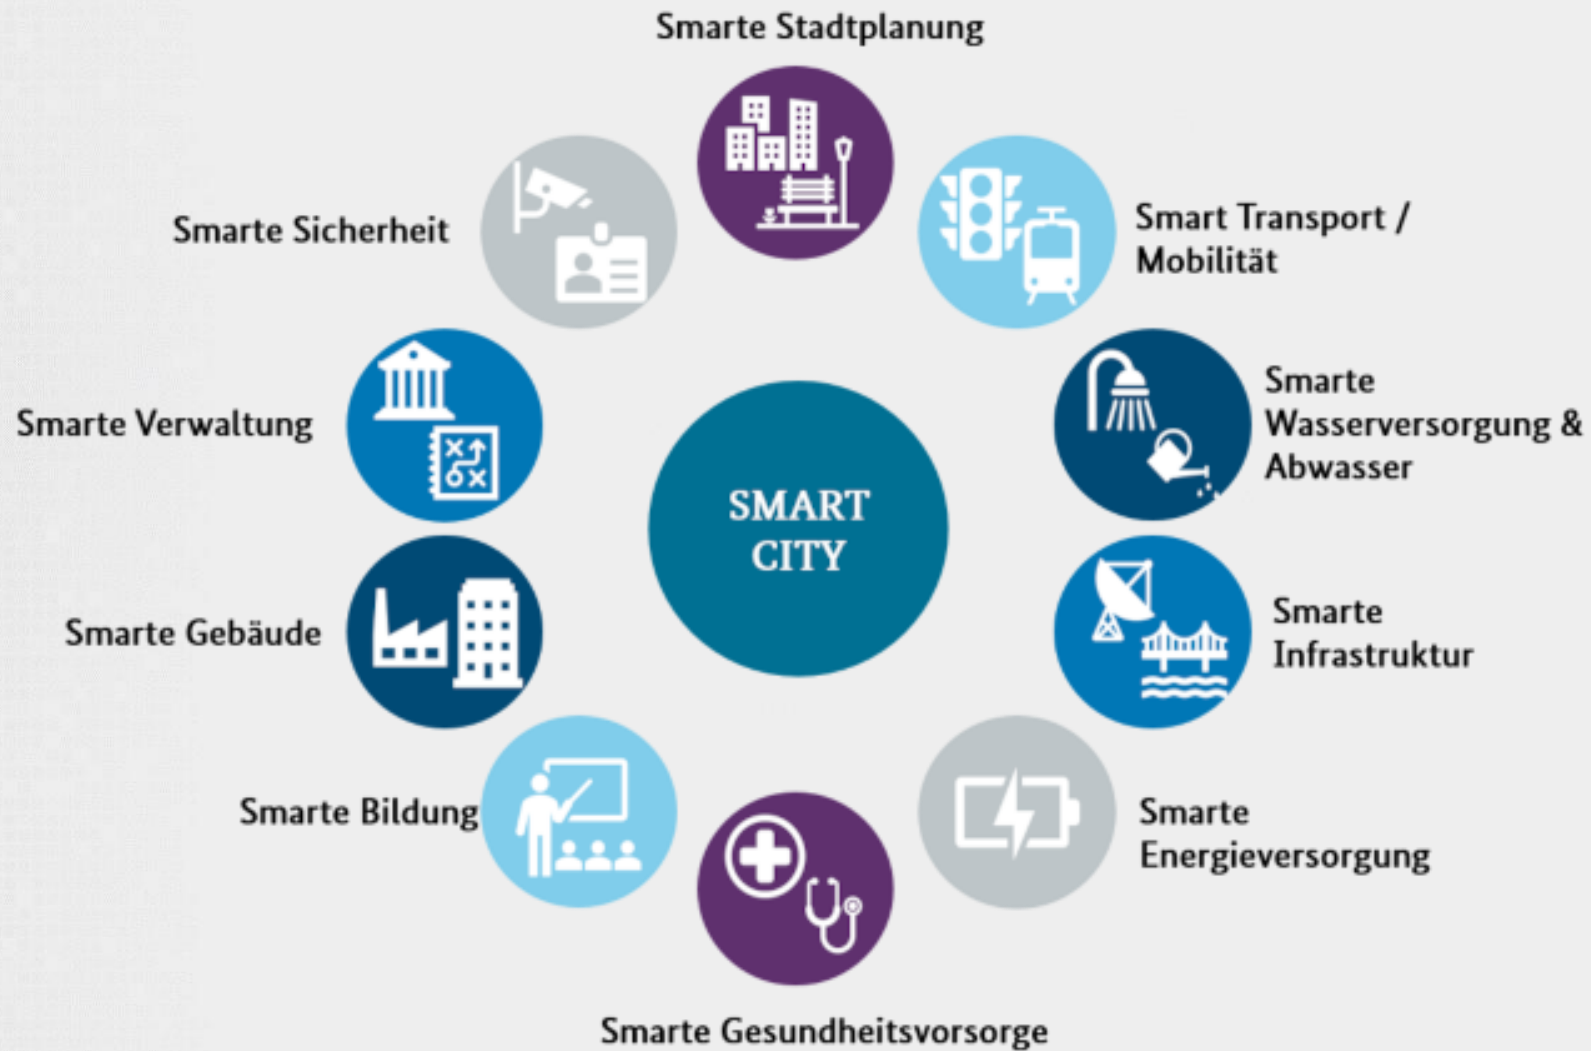 Smarte Stadtplanung
Smart Transport /
Mobilität
Smarte
Wasserversorgung &
Abwasser
Smarte
Infrastruktur
Smarte
Energieversorgung
Smarte Gesundheitsvorsorge
Smarte Bildung
Smarte Gebäude
Smarte Verwaltung
Smarte Sicherheit
SMART
CITY